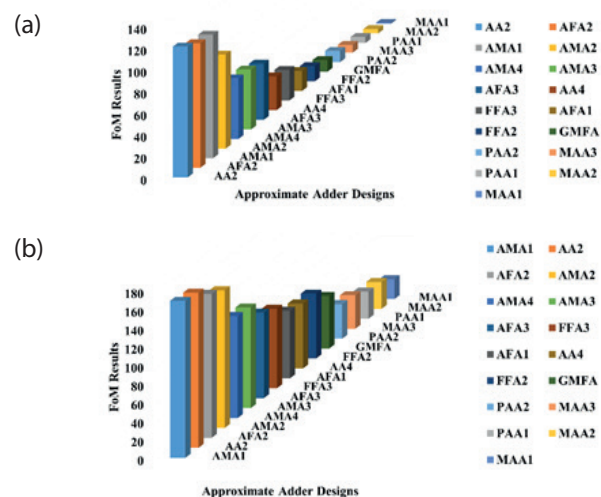 (a)
140
120
100
80
60
40
20
0
FoM Results
AA2
AFA2
AMA1
AMA2
AMA4
AMA3
AFA3
AA4
FFA3
AFA1
FFA2
GMFA
PAA2
MAA3
PAA1
MAA2
MAA1
Approximate Adder Designs
AA2 AFA2
AMA1 AMA2
AMA4 AMA3
AFA3 AA4
FFA3 AFA1
FFA2 GMFA
PAA2 MAA3
PAA1 MAA2
MAA1
(b)
180
160
140
120
100
80
60
40
20
0
FoM Results
AMA1
AA2
AFA2
AMA2
AMA4
AMA3
AFA3
FFA3
AFA1
AA4
FFA2
GMFA
PAA2
MAA3
PAA1
MAA2
MAA1
Approximate Adder Designs
AMA1 AA2
AFA2 AMA2
AMA4 AMA3
AFA3 FFA3
AFA1 AA4
FFA2 GMFA
PAA2 MAA3
PAA1 MAA2
MAA1